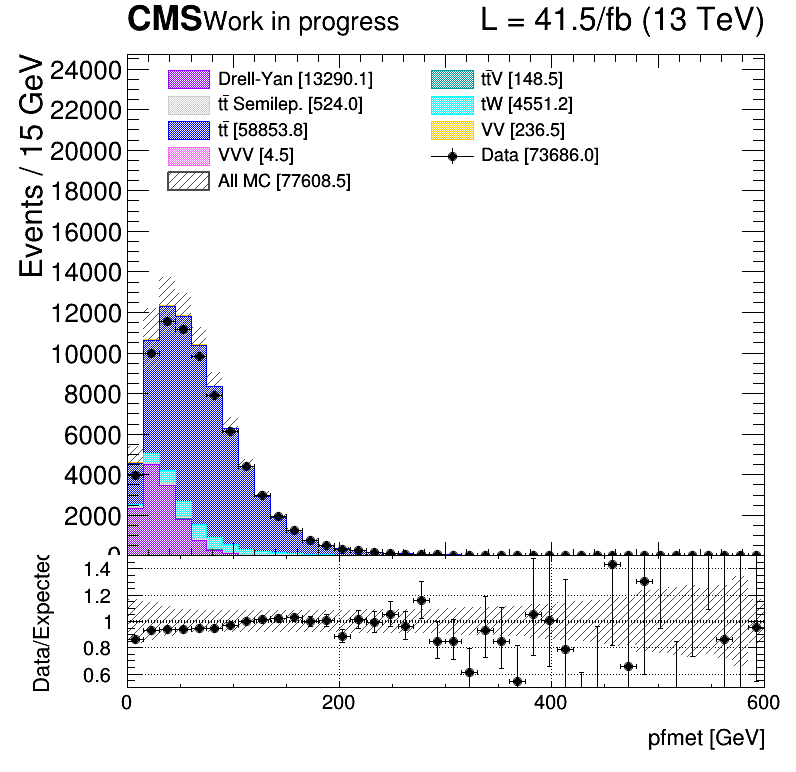 CMS Work in progress L = 41.5/fb (13 TeV)
Events / 15 GeV
24000
22000
20000
18000
16000
14000
12000
10000
8000
6000
4000
2000
0
Drell-Yan [13290.1]
tt̄ Semilep. [524.0]
tt̄ [58853.8]
VVV [4.5]
All MC [77608.5]
tt̄V [148.5]
tW [4551.2]
VV [236.5]
Data [73686.0]
Data/Expected
1.4
1.2
1
0.8
0.6
0 200 400 600
pfmet [GeV]